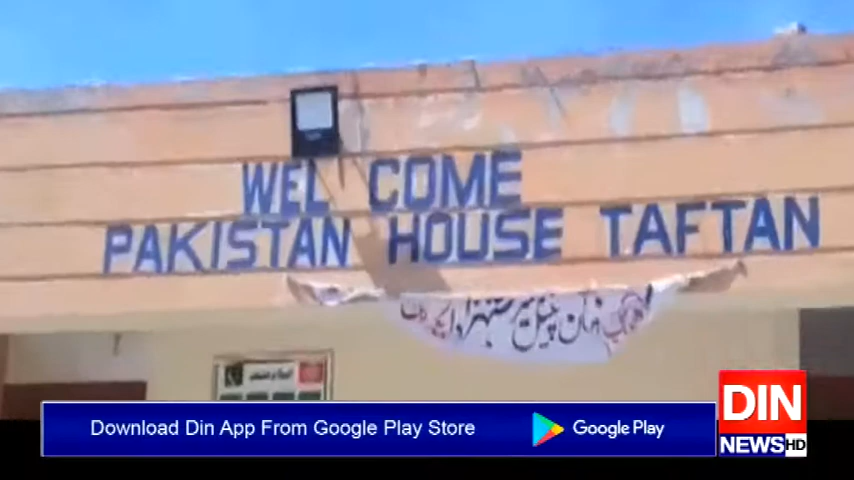 WEL COME
PAKISTAN HOUSE TAFTAN
Download Din App From Google Play Store
Google Play
DIN
NEWS HD